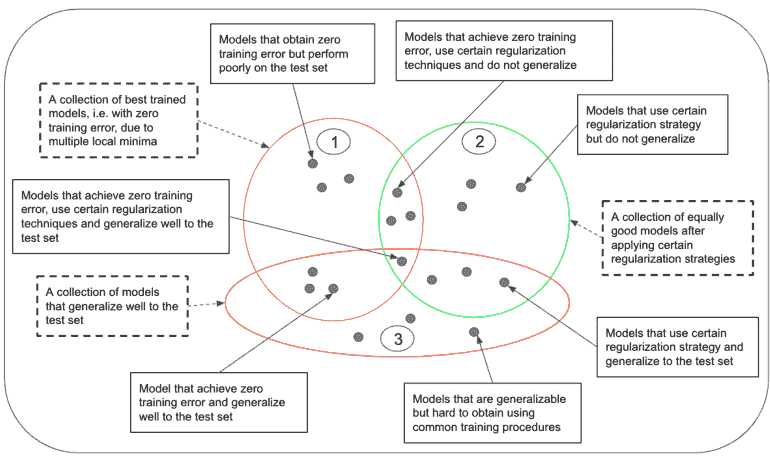 Models that obtain zero
training error but perform
poorly on the test set
Models that achieve zero training
error, use certain regularization
techniques and do not generalize
A collection of best trained
models, i.e. with zero
training error, due to
multiple local minima
1
2
Models that use certain
regularization strategy
but do not generalize
Models that achieve zero training
error, use certain regularization
techniques and generalize well to the
test set
A collection of equally
good models after
applying certain
regularization strategies
A collection of models
that generalize well to the
test set
3
Models that use certain
regularization strategy and
generalize to the test set
Model that achieve zero
training error and generalize
well to the test set
Models that are generalizable
but hard to obtain using
common training procedures